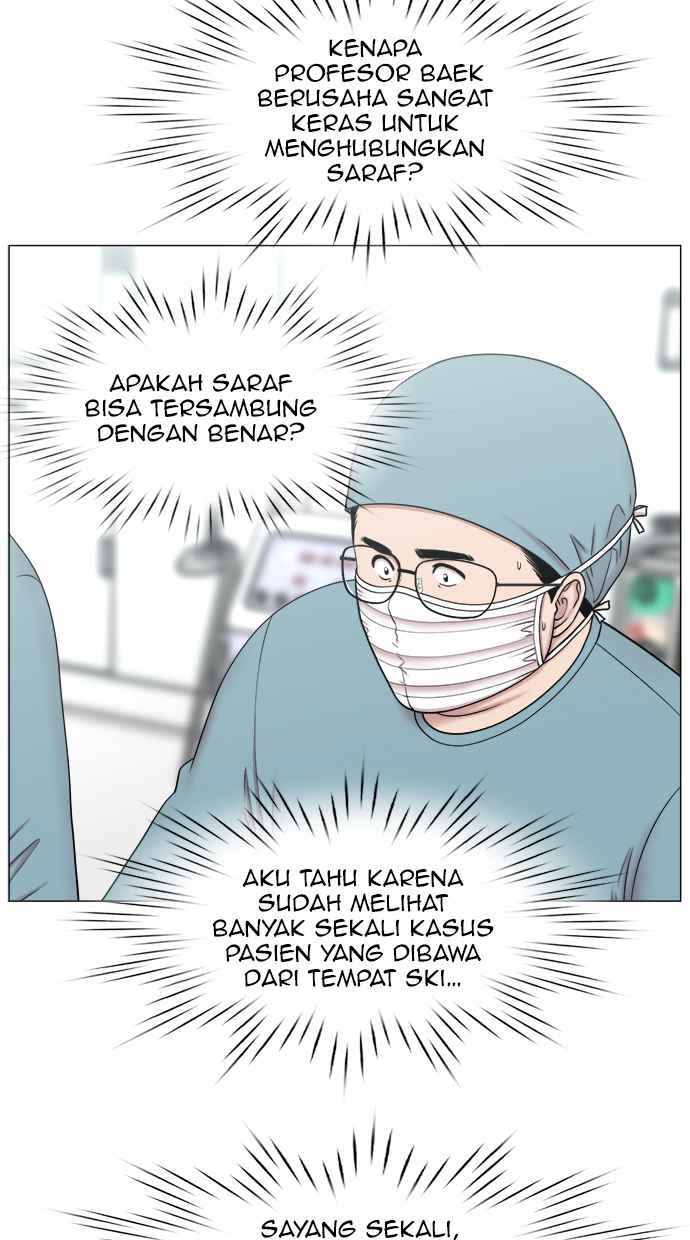 KENAPA
PROFESOR BAEK
BERUSAHA SANGAT
KERAS UNTUK
MENGHUBUNGKAN
SARAF?
APAKAH SARAF
BISA TERSAMBUNG
DENGAN BENAR?
AKU TAHU KARENA
SUDAH MELIHAT
BANYAK SEKALI KASUS
PASIEN YANG DIBAWA
DARI TEMPAT SKI...
SAYANG SEKALI,